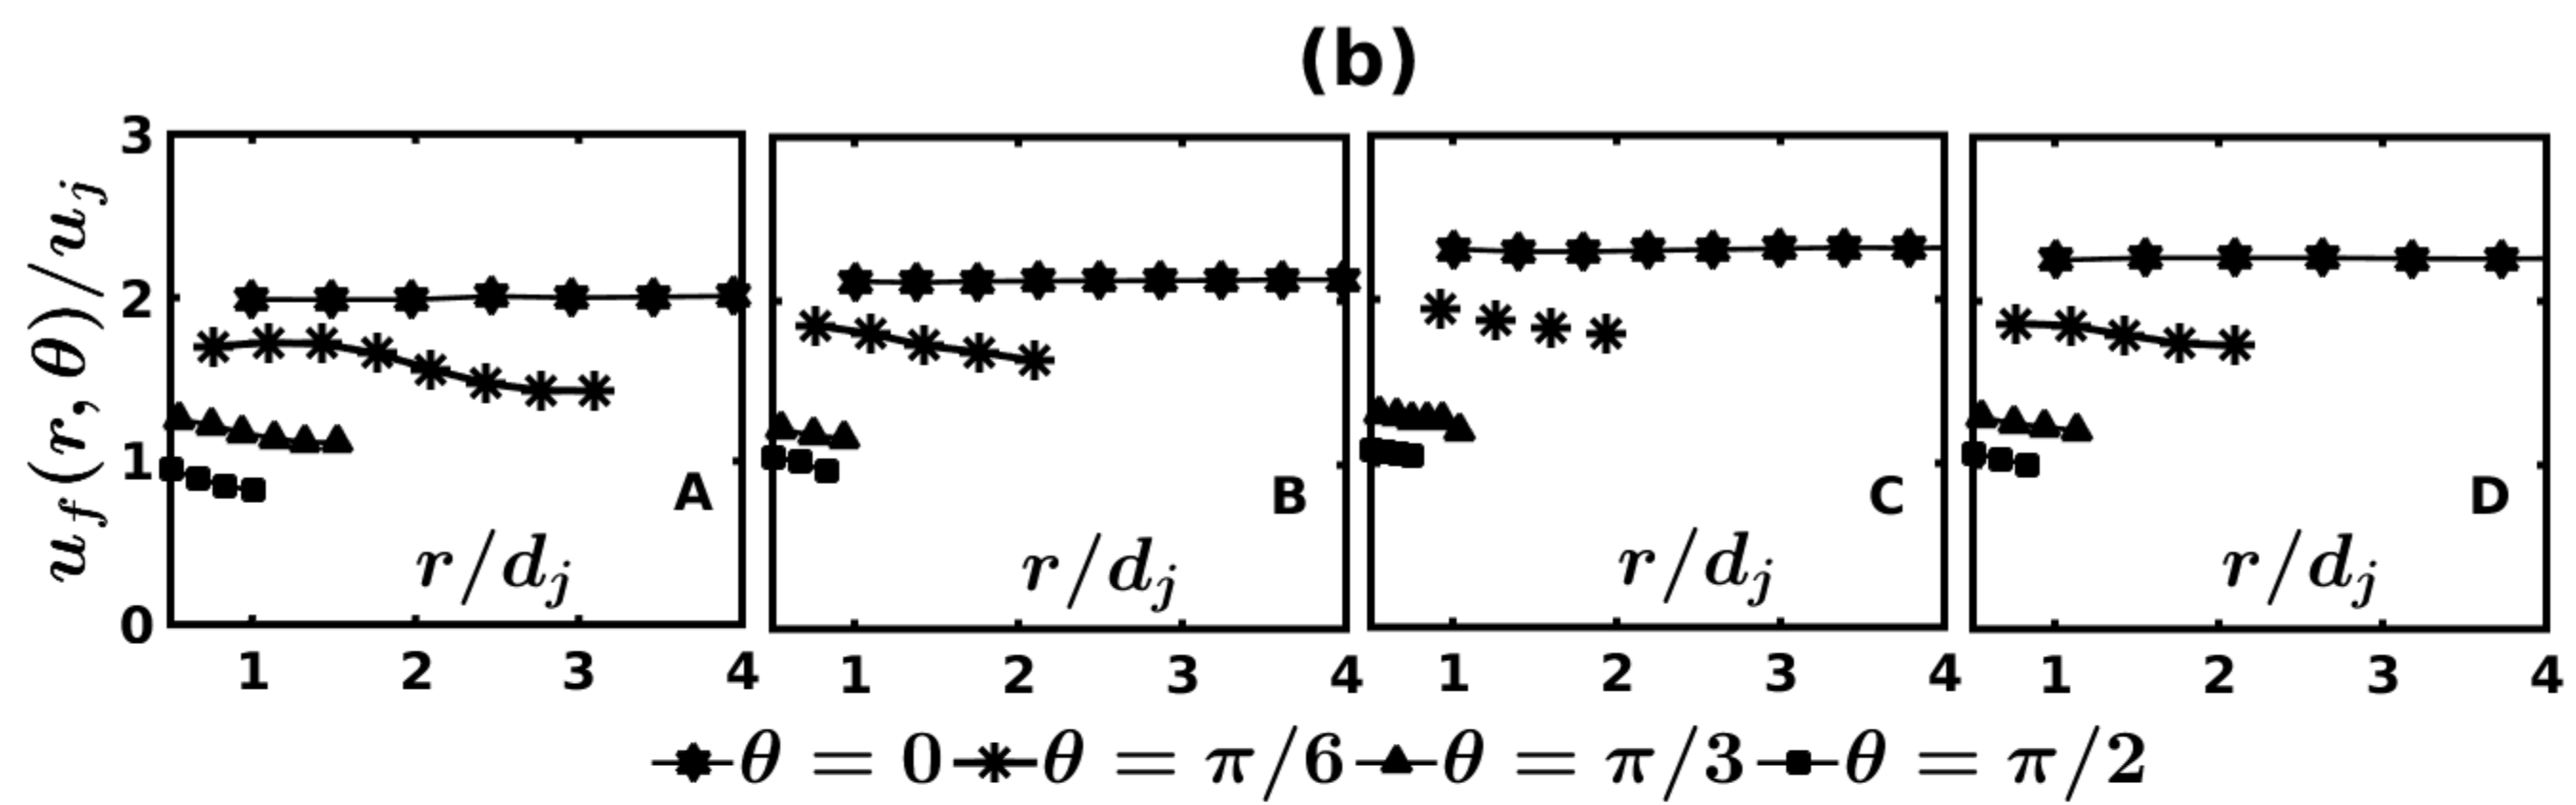 (b)
u_f(r, θ)/u_j
3
2
1
0
A B C D
r/d_j r/d_j r/d_j r/d_j
1 2 3 4 1 2 3 4 1 2 3 4 1 2 3 4
θ = 0 θ = π/6 θ = π/3 θ = π/2